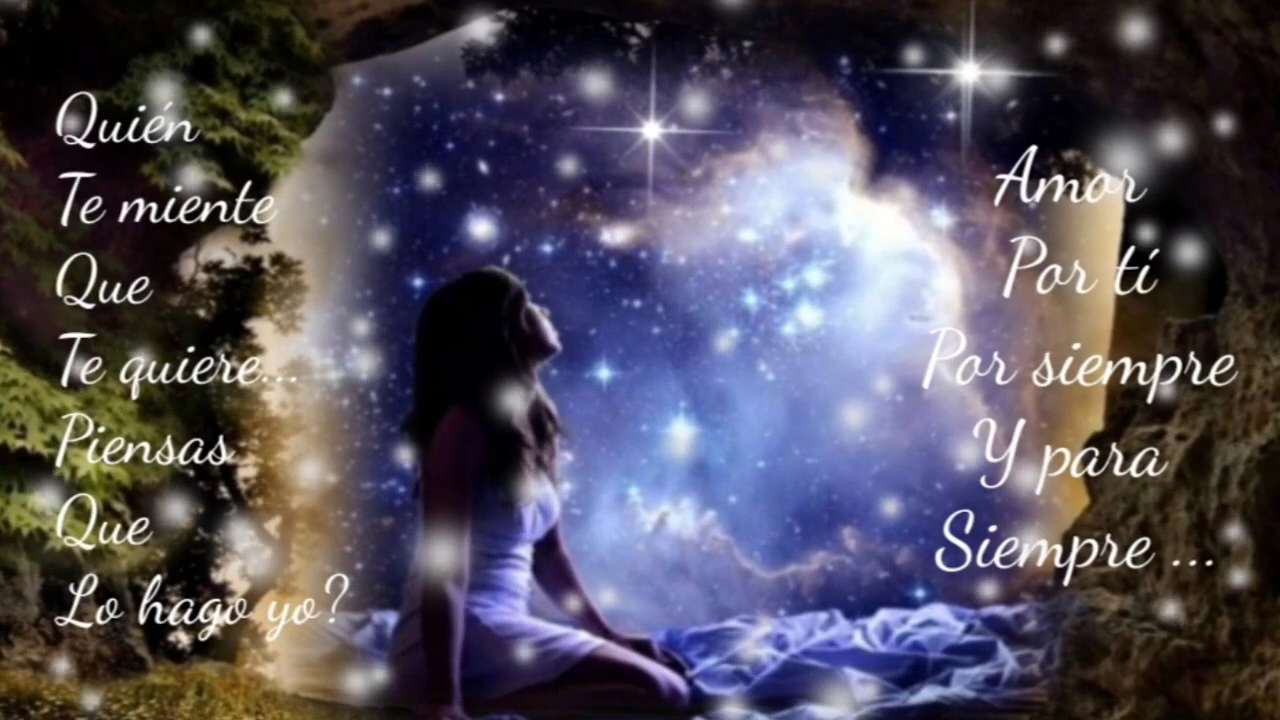 Quién
Te miente
Que
Te quiere...
Piensas
Que
Lo hago yo?
Amor
Por tí
Por siempre
Y para
Siempre ...